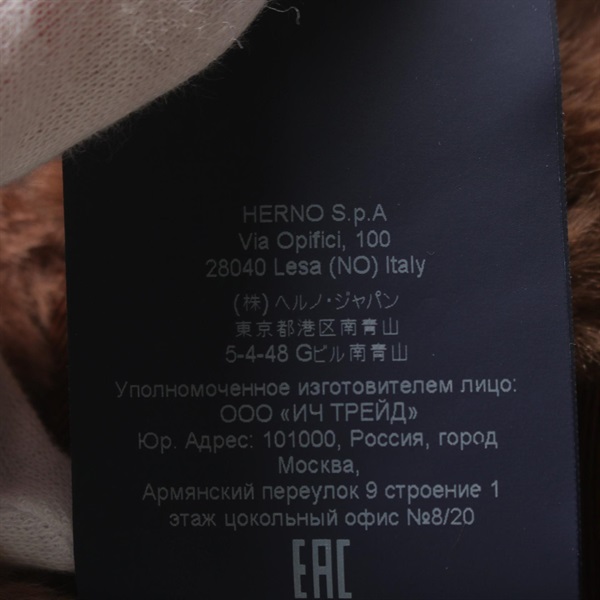 HERNO S.p.A
Via Opifici, 100
28040 Lesa (NO) Italy
(株) ヘルノ・ジャパン
東京都港区南青山
5-4-48 Gビル南青山
Уполномоченное изготовителем лицо:
ООО «ИЧ ТРЕЙД»
Юр. Адрес: 101000, Россия, город
Москва,
Армянский переулок 9 строение 1
этаж цокольный офис №8/20
EAC